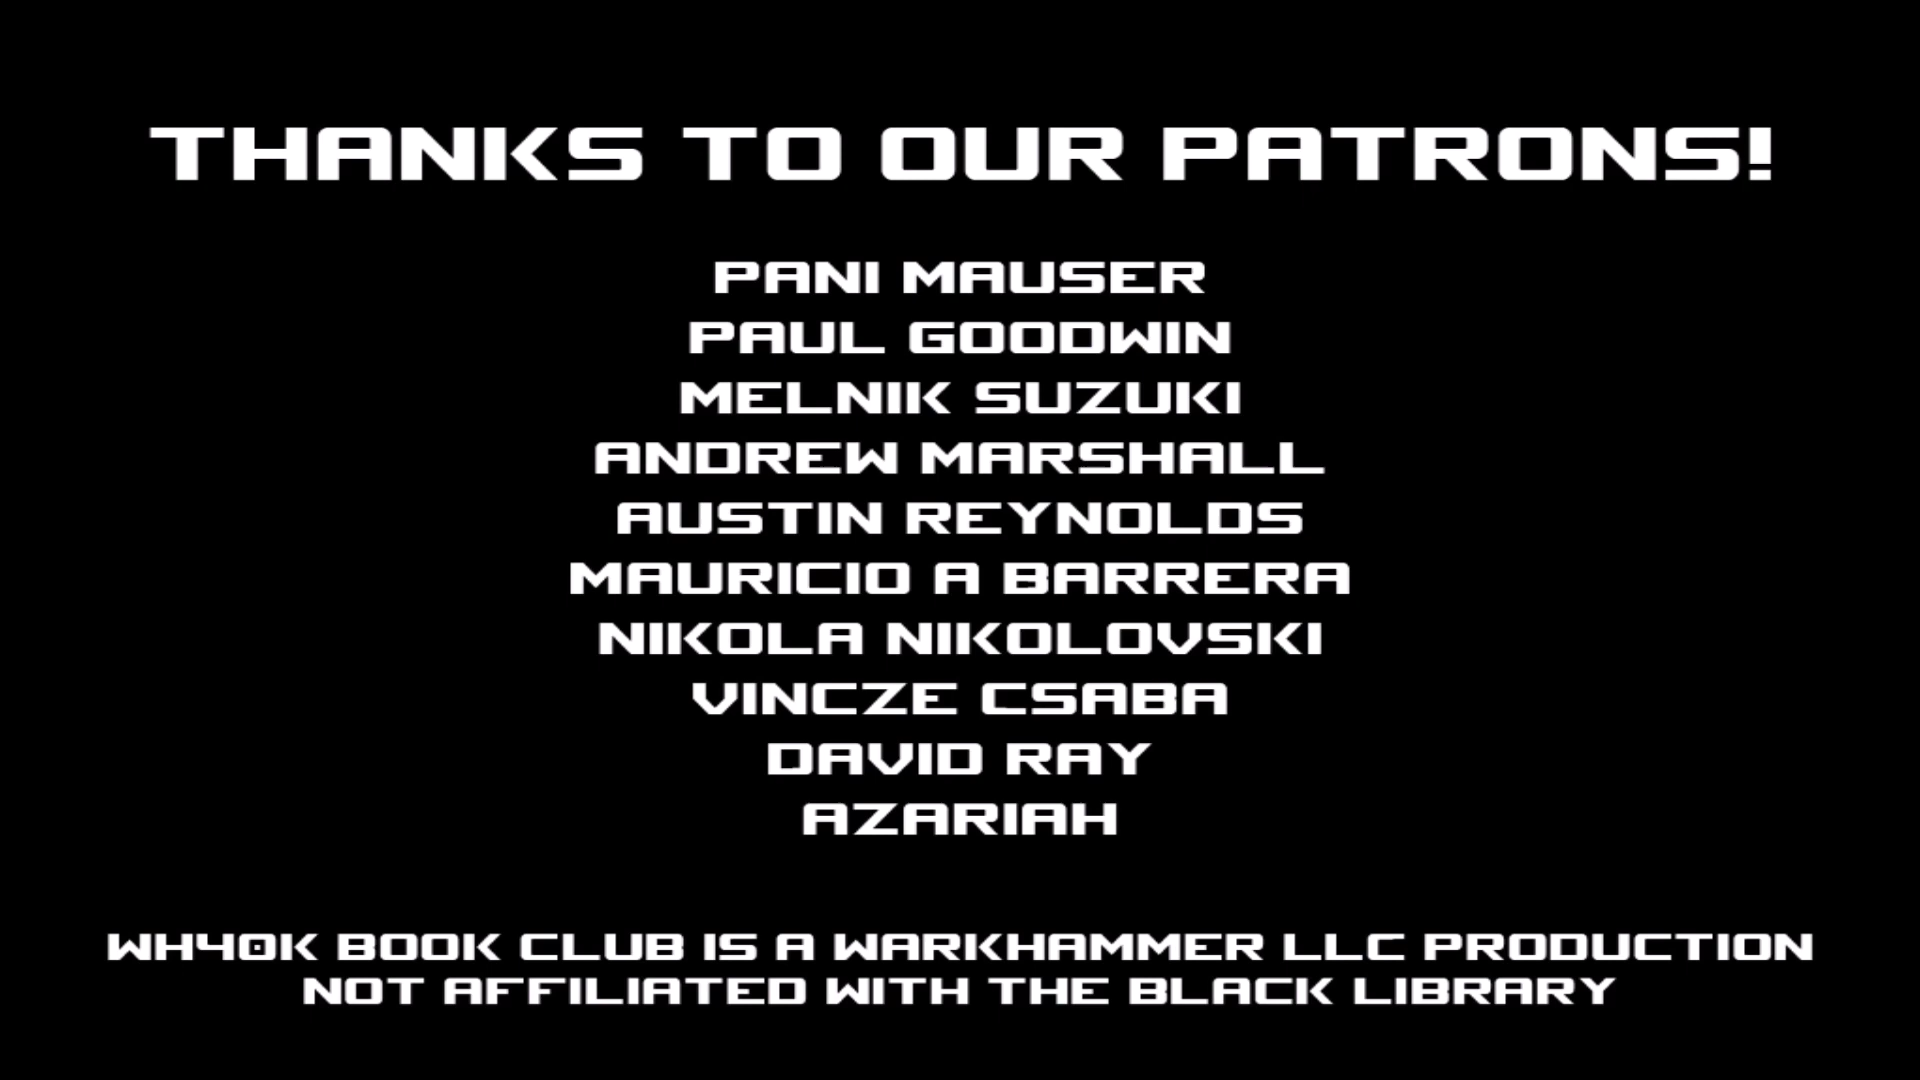 THANKS TO OUR PATRONS!
PANI MAUSER
PAUL GOODWIN
MELNIK SUZUKI
ANDREW MARSHALL
AUSTIN REYNOLDS
MAURICIO A BARRERA
NIKOLA NIKOLOVSKI
VINCZE CSABA
DAVID RAY
AZARIAH
WH40K BOOK CLUB IS A WARKHAMMER LLC PRODUCTION
NOT AFFILIATED WITH THE BLACK LIBRARY